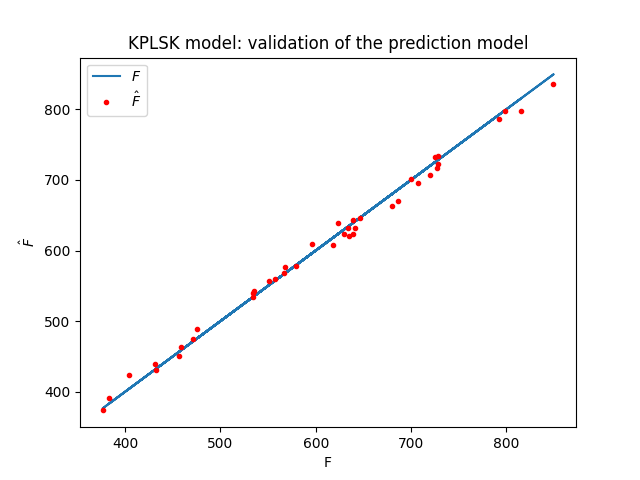 KPLSK model: validation of the prediction model
F
F̂
F̂
800
700
600
500
400
400 500 600 700 800
F